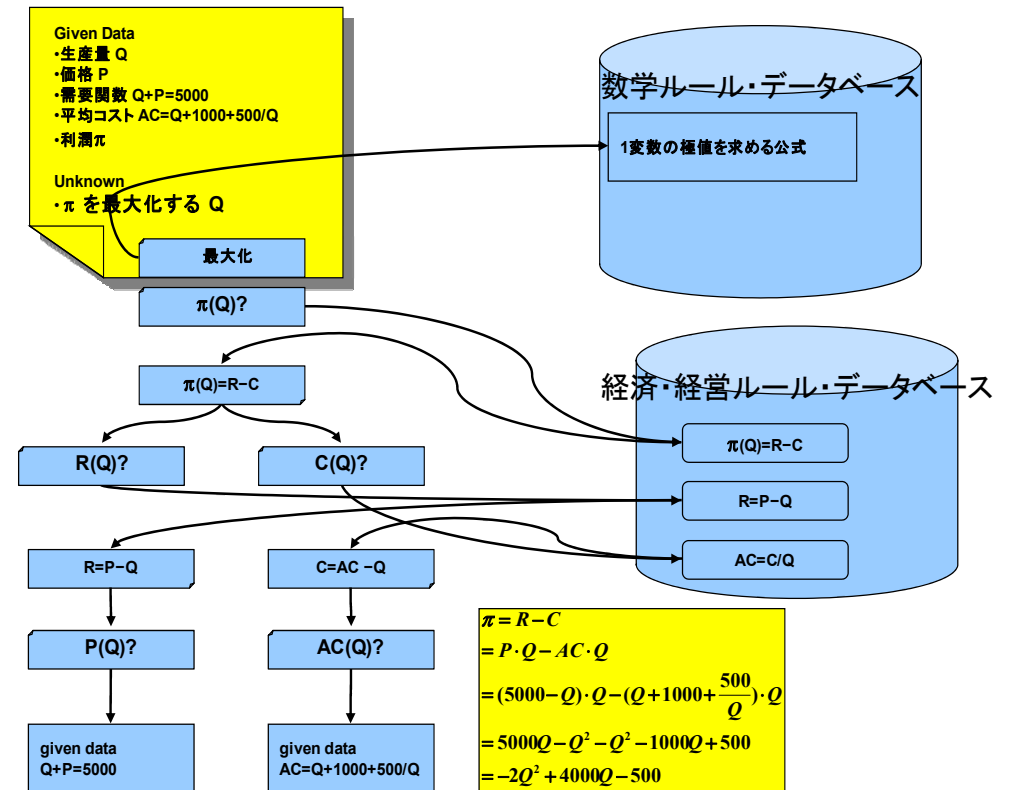 Given Data
・生産量 Q
・価格 P
・需要関数 Q+P=5000
・平均コスト AC=Q+1000+500/Q
・利潤π
Unknown
・π を最大化する Q
最大化
π(Q)?
π(Q)=R−C
R(Q)?
C(Q)?
R=P−Q
C=AC −Q
P(Q)?
AC(Q)?
given data
Q+P=5000
given data
AC=Q+1000+500/Q
数学ルール・データベース
1変数の極値を求める公式
経済・経営ルール・データベース
π(Q)=R−C
R=P−Q
AC=C/Q
π = R − C
= P·Q − AC·Q
= (5000−Q)·Q − (Q+1000+500/Q)·Q
= 5000Q − Q² − Q² − 1000Q + 500
= −2Q² + 4000Q − 500